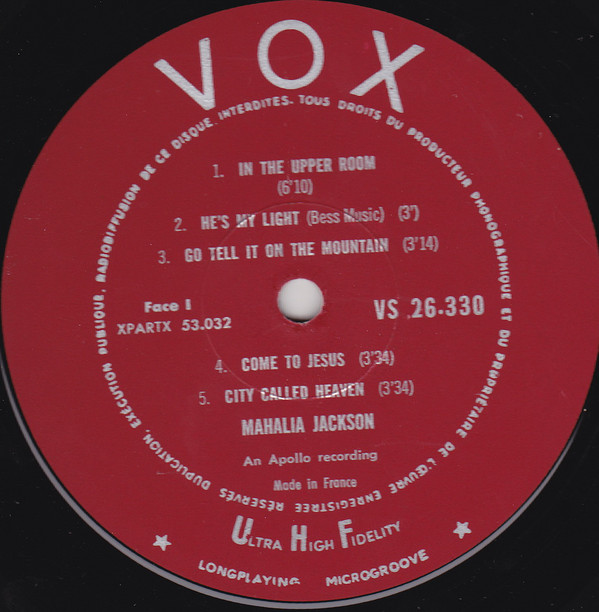 VOX
TOUS DROITS DU PRODUCTEUR PHONOGRAPHIQUE ET DU PROPRIÉTAIRE DE L'ŒUVRE ENREGISTRÉE RÉSERVÉS DUPLICATION, EXÉCUTION PUBLIQUE, RADIODIFFUSION DE CE DISQUE INTERDITES.
1. IN THE UPPER ROOM
(6'10)
2. HE'S MY LIGHT (Bess Music) (3')
3. GO TELL IT ON THE MOUNTAIN (3'14)
Face I
XPARTX 53.032
VS 26.330
4. COME TO JESUS (3'34)
5. CITY CALLED HEAVEN (3'34)
MAHALIA JACKSON
An Apollo recording
Made in France
ULTRA HIGH FIDELITY
LONGPLAYING MICROGROOVE